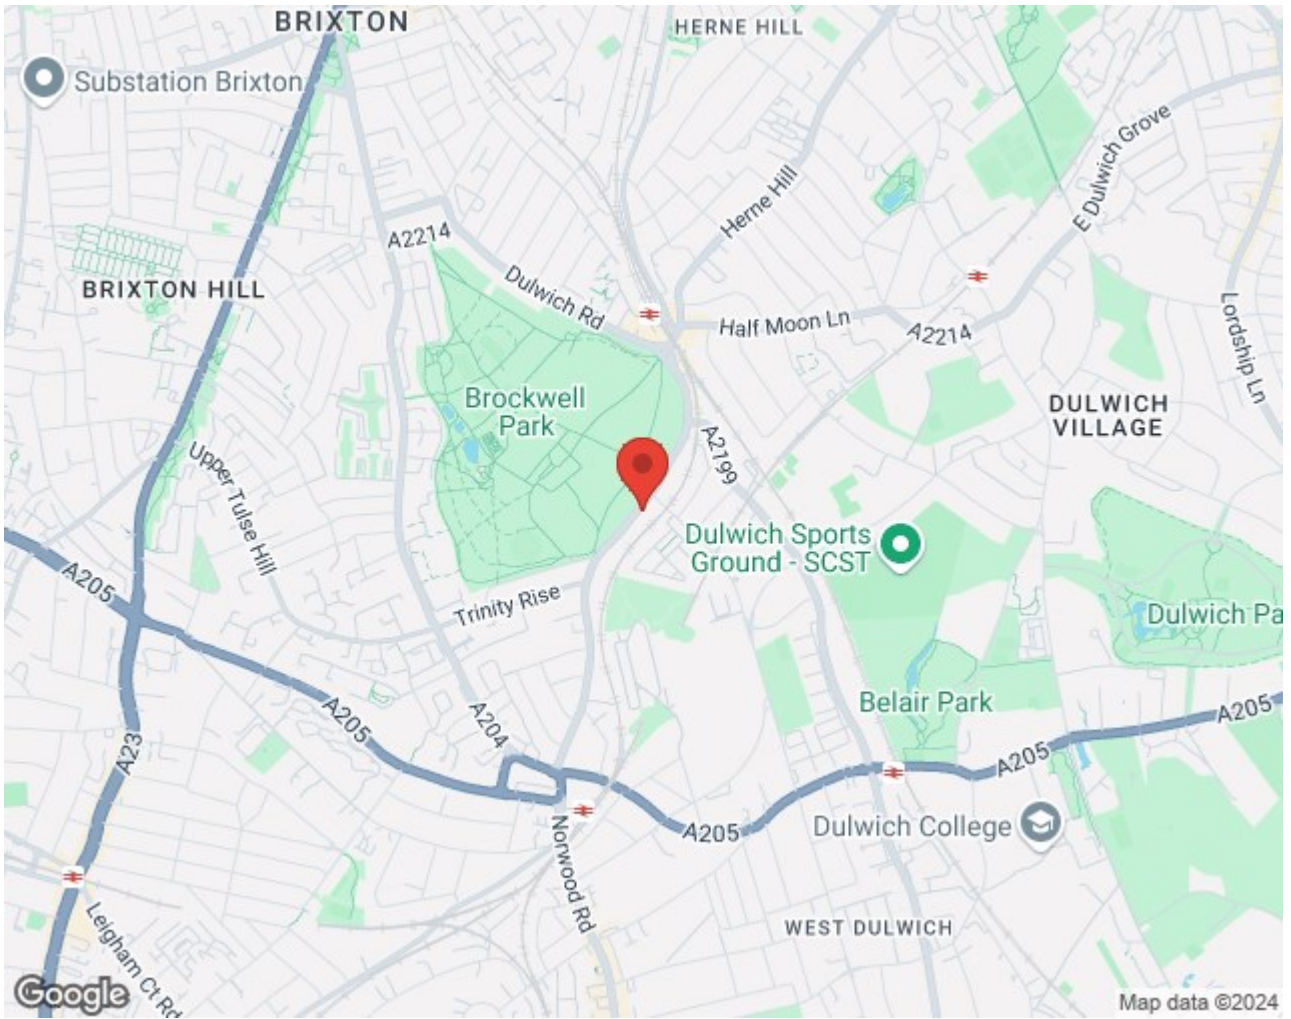 BRIXTON
HERNE HILL
Substation Brixton
E Dulwich Grove
Herne Hill
A2214
BRIXTON HILL
Dulwich Rd
Half Moon Ln
A2214
Lordship Ln
Brockwell
Park
DULWICH
VILLAGE
A2199
Upper Tulse Hill
Dulwich Sports
Ground - SCST
A205
Trinity Rise
Dulwich Pa
Belair Park
A205
A204
A205
A23
A205
A205
Dulwich College
Norwood Rd
WEST DULWICH
Leigham Ct Rd
Google
Map data ©2024